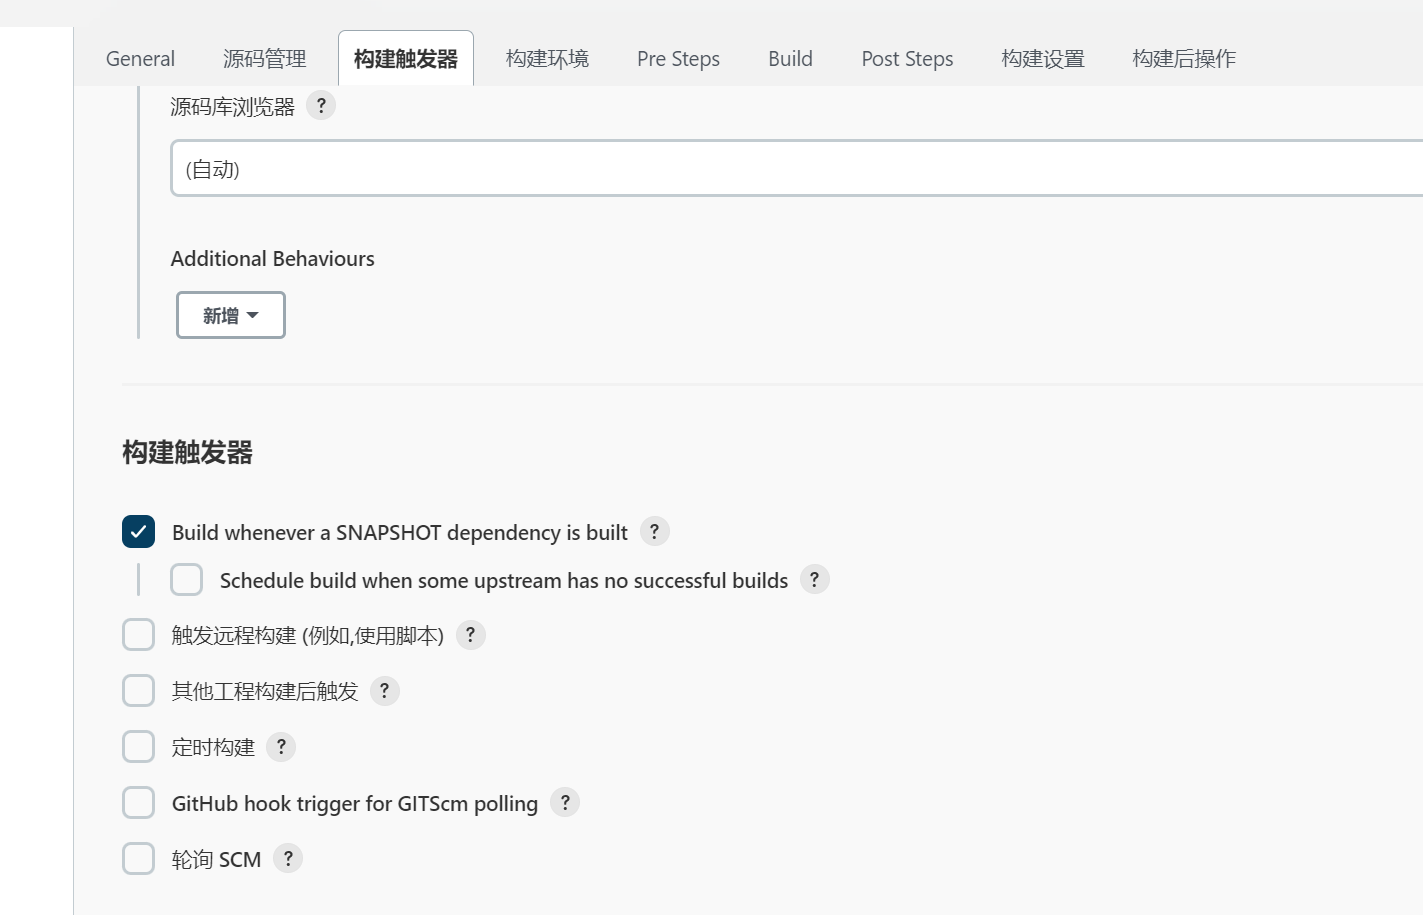 General 源码管理 构建触发器 构建环境 Pre Steps Build Post Steps 构建设置 构建后操作
源码库浏览器 ?
(自动)
Additional Behaviours
新增
构建触发器
Build whenever a SNAPSHOT dependency is built ?
Schedule build when some upstream has no successful builds ?
触发远程构建 (例如,使用脚本) ?
其他工程构建后触发 ?
定时构建 ?
GitHub hook trigger for GITScm polling ?
轮询 SCM ?